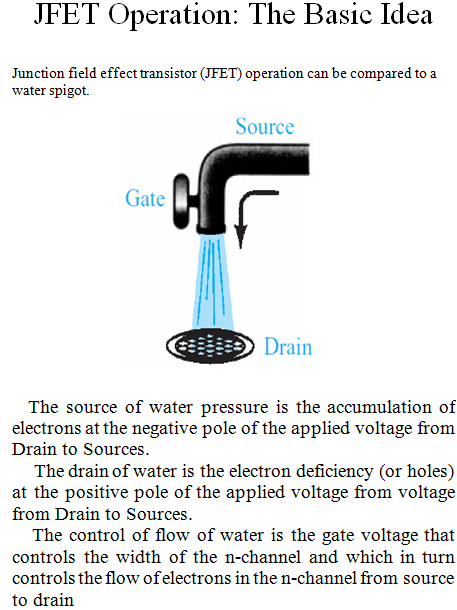 JFET Operation: The Basic Idea
Junction field effect transistor (JFET) operation can be compared to a
water spigot.
Source
Gate
Drain
The source of water pressure is the accumulation of
electrons at the negative pole of the applied voltage from
Drain to Sources.
The drain of water is the electron deficiency (or holes)
at the positive pole of the applied voltage from voltage
from Drain to Sources.
The control of flow of water is the gate voltage that
controls the width of the n-channel and which in turn
controls the flow of electrons in the n-channel from source
to drain